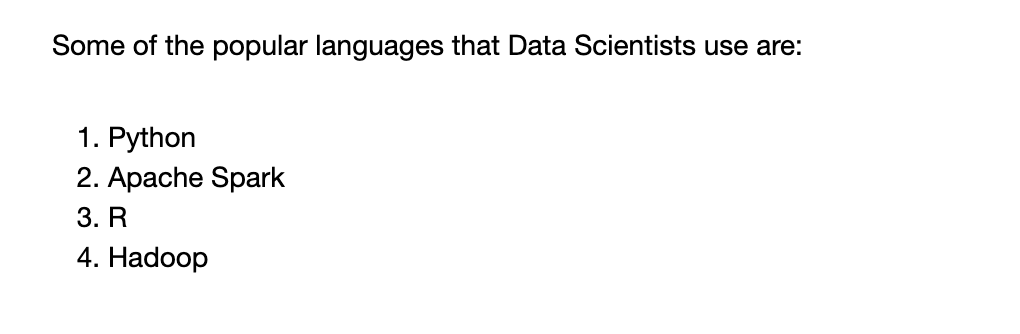 Some of the popular languages that Data Scientists use are:
1. Python
2. Apache Spark
3. R
4. Hadoop